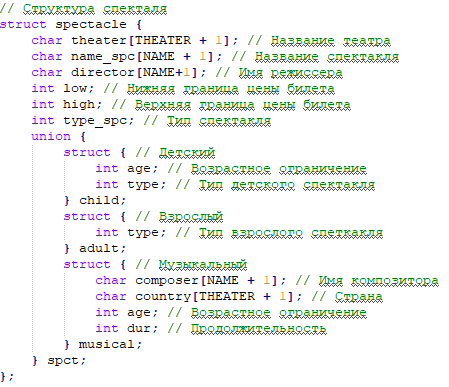 // Структура спекталя
struct spectacle {
char theater[THEATER + 1]; // Название театра
char name_spc[NAME + 1]; // Название спектакля
char director[NAME+1]; // Имя режиссера
int low; // Нижняя граница цены билета
int high; // Верхняя граница цены билета
int type_spc; // Тип спектакля
union {
struct { // Детский
int age; // Возрастное ограничение
int type; // Тип детского спектакля
} child;
struct { // Взрослый
int type; // Тип взрослого спеткакля
} adult;
struct { // Музыкальный
char composer[NAME + 1]; // Имя композитора
char country[THEATER + 1]; // Страна
int age; // Возрастное ограничение
int dur; // Продолжительность
} musical;
} spct;
};